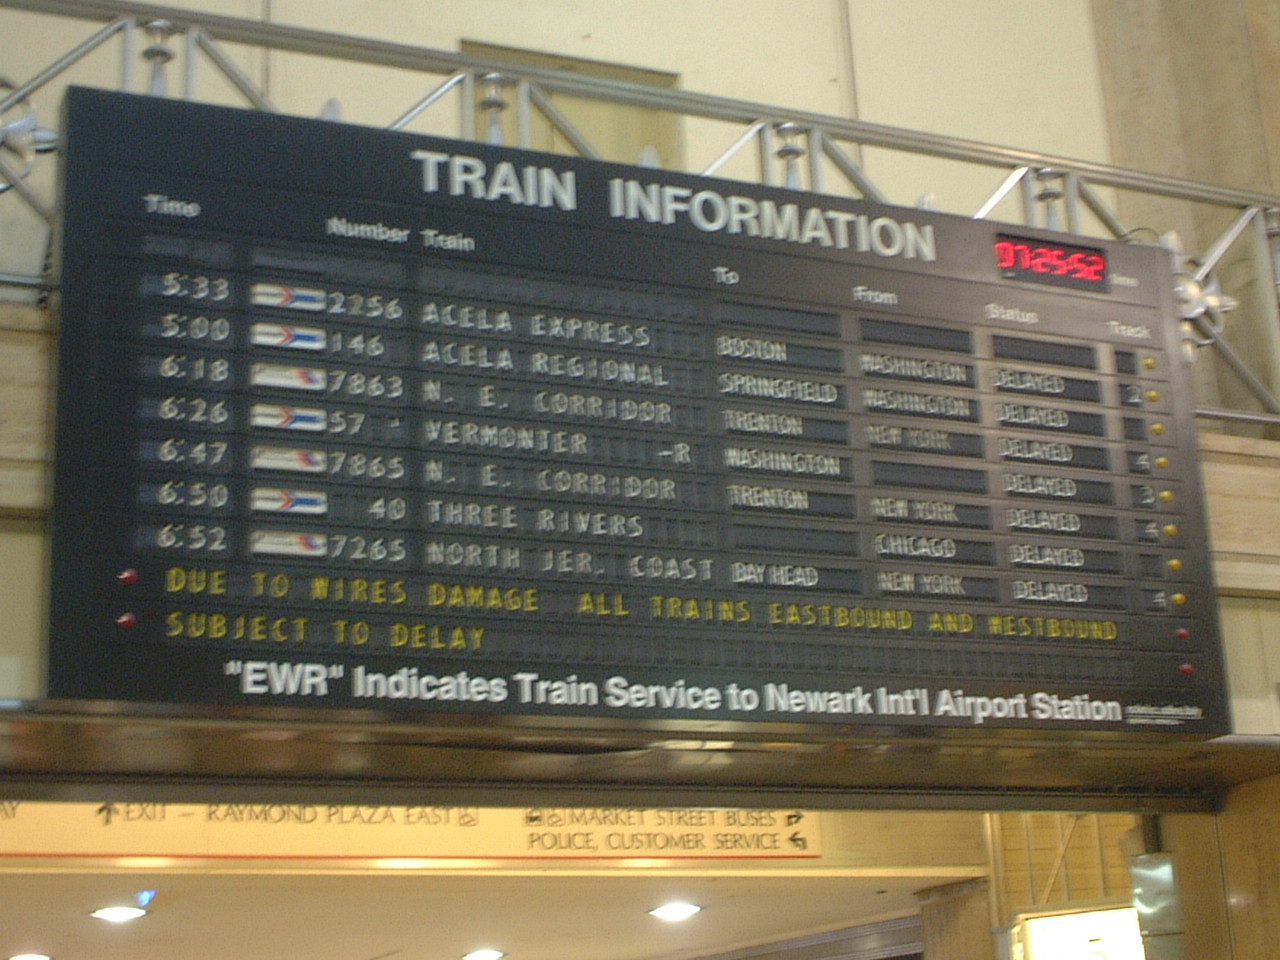 TRAIN INFORMATION
07:25:52
Time Number Train To From Status Track
5:33 2256 ACELA EXPRESS BOSTON WASHINGTON DELAYED
5:00 146 ACELA REGIONAL SPRINGFIELD WASHINGTON DELAYED 2
6:18 7863 N. E. CORRIDOR TRENTON NEW YORK DELAYED
6:26 57 - VERMONTER -R WASHINGTON DELAYED 4
6:47 7865 N. E. CORRIDOR TRENTON NEW YORK DELAYED 3
6:50 40 THREE RIVERS CHICAGO DELAYED 4
6:52 7265 NORTH JER. COAST BAY HEAD NEW YORK DELAYED 4
DUE TO WIRES DAMAGE ALL TRAINS EASTBOUND AND WESTBOUND
SUBJECT TO DELAY
"EWR" Indicates Train Service to Newark Int'l Airport Station
EXIT – RAYMOND PLAZA EAST
MARKET STREET BUSES
POLICE, CUSTOMER SERVICE